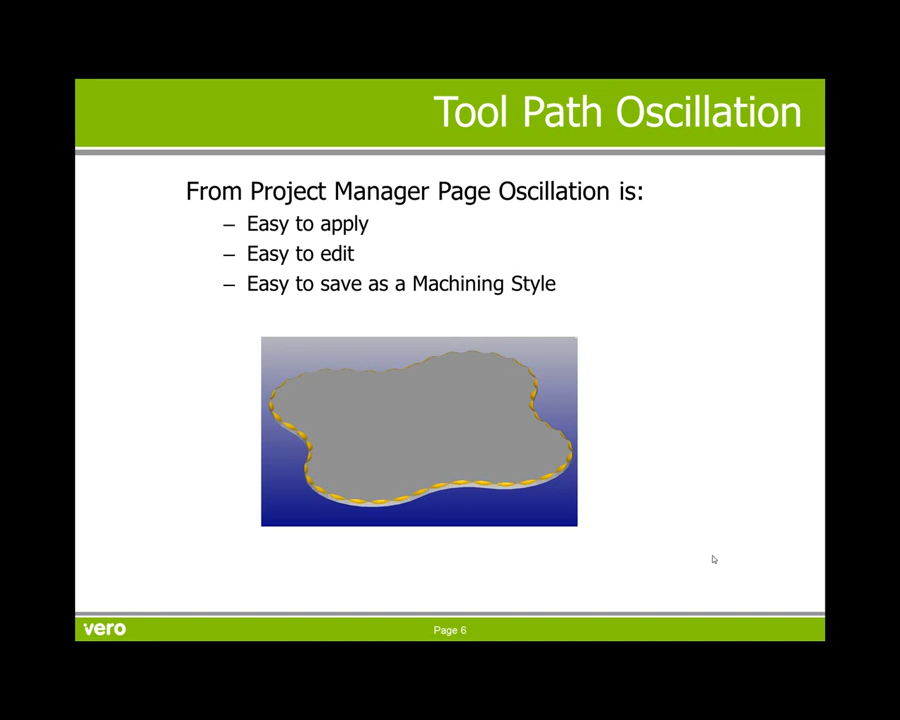 Tool Path Oscillation
From Project Manager Page Oscillation is:
– Easy to apply
– Easy to edit
– Easy to save as a Machining Style
vero
Page 6